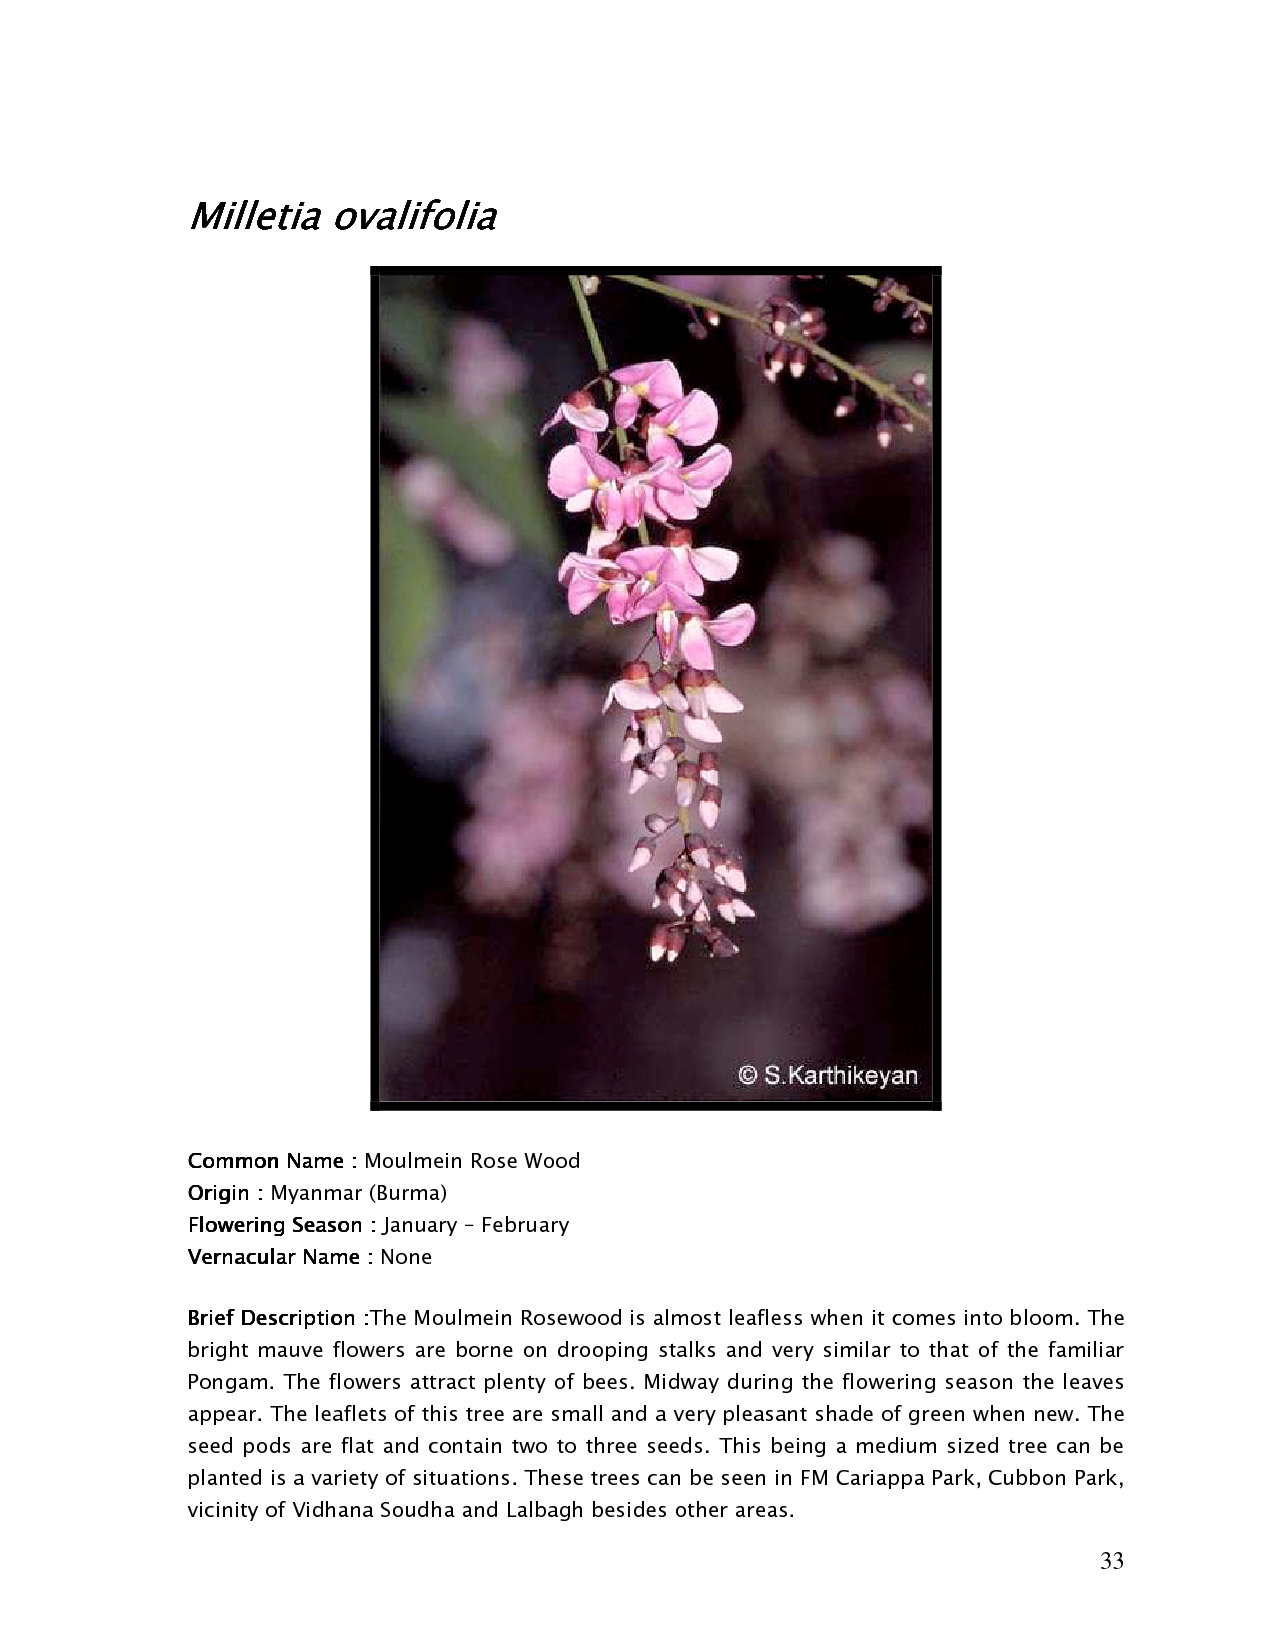 Milletia ovalifolia
© S.Karthikeyan
Common Name : Moulmein Rose Wood
Origin : Myanmar (Burma)
Flowering Season : January – February
Vernacular Name : None
Brief Description :The Moulmein Rosewood is almost leafless when it comes into bloom. The
bright mauve flowers are borne on drooping stalks and very similar to that of the familiar
Pongam. The flowers attract plenty of bees. Midway during the flowering season the leaves
appear. The leaflets of this tree are small and a very pleasant shade of green when new. The
seed pods are flat and contain two to three seeds. This being a medium sized tree can be
planted is a variety of situations. These trees can be seen in FM Cariappa Park, Cubbon Park,
vicinity of Vidhana Soudha and Lalbagh besides other areas.
33